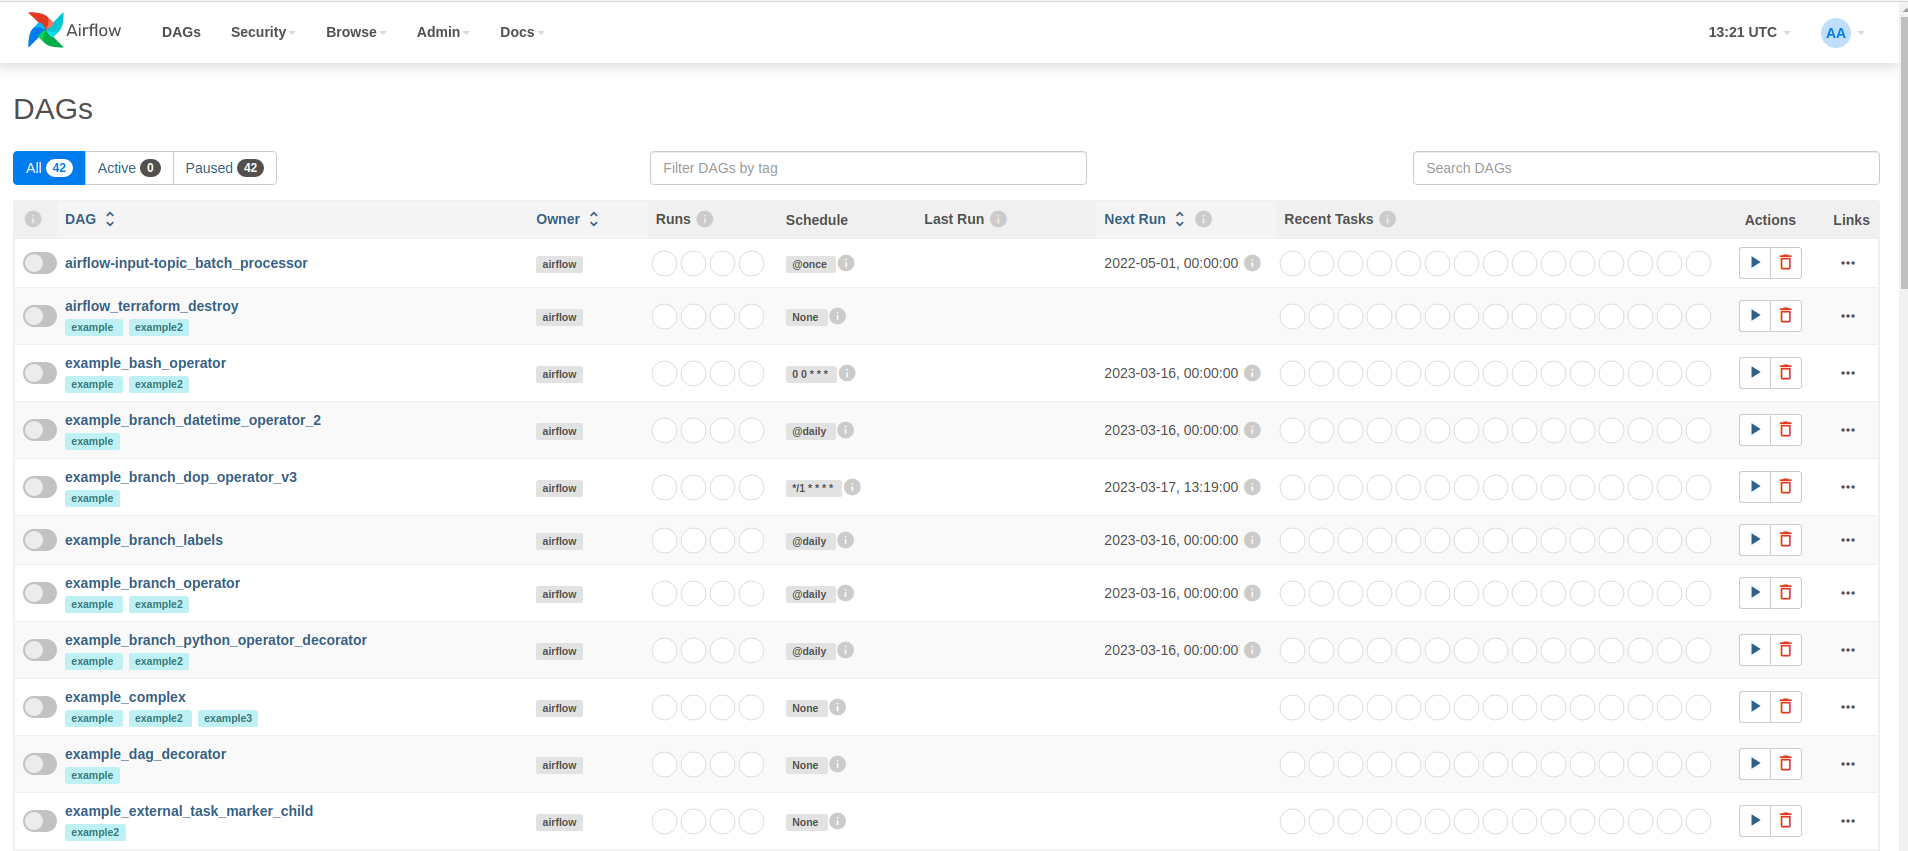 Airflow DAGs Security Browse Admin Docs 13:21 UTC AA
DAGs
All 42 Active 0 Paused 42 Filter DAGs by tag Search DAGs
DAG Owner Runs Schedule Last Run Next Run Recent Tasks Actions Links
airflow-input-topic_batch_processor airflow @once 2022-05-01, 00:00:00
airflow_terraform_destroy
example example2 airflow None
example_bash_operator
example example2 airflow 0 0 * * * 2023-03-16, 00:00:00
example_branch_datetime_operator_2
example airflow @daily 2023-03-16, 00:00:00
example_branch_dop_operator_v3
example airflow */1 * * * * 2023-03-17, 13:19:00
example_branch_labels airflow @daily 2023-03-16, 00:00:00
example_branch_operator
example example2 airflow @daily 2023-03-16, 00:00:00
example_branch_python_operator_decorator
example example2 airflow @daily 2023-03-16, 00:00:00
example_complex
example example2 example3 airflow None
example_dag_decorator
example airflow None
example_external_task_marker_child
example2 airflow None